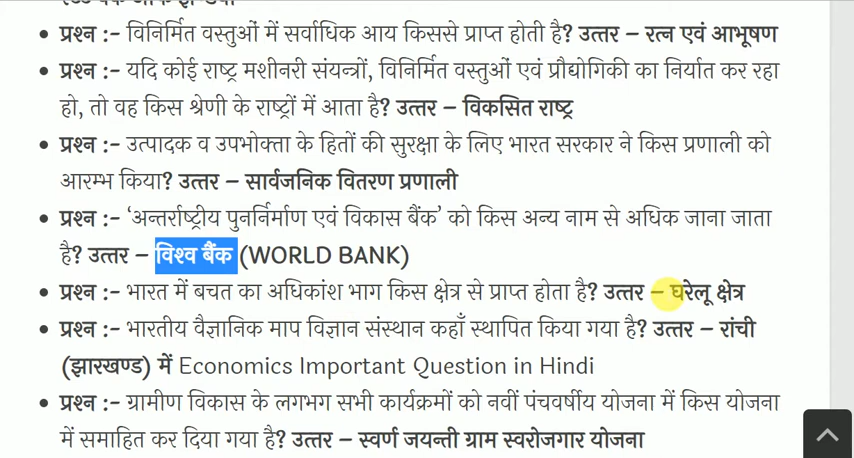 • प्रश्न :- विनिर्मित वस्तुओं में सर्वाधिक आय किससे प्राप्त होती है? उत्तर – रत्न एवं आभूषण
• प्रश्न :- यदि कोई राष्ट्र मशीनरी संयन्त्रों, विनिर्मित वस्तुओं एवं प्रौद्योगिकी का निर्यात कर रहा
हो, तो वह किस श्रेणी के राष्ट्रों में आता है? उत्तर – विकसित राष्ट्र
• प्रश्न :- उत्पादक व उपभोक्ता के हितों की सुरक्षा के लिए भारत सरकार ने किस प्रणाली को
आरम्भ किया? उत्तर – सार्वजनिक वितरण प्रणाली
• प्रश्न :- ‘अन्तर्राष्ट्रीय पुनर्निर्माण एवं विकास बैंक’ को किस अन्य नाम से अधिक जाना जाता
है? उत्तर – विश्व बैंक (WORLD BANK)
• प्रश्न :- भारत में बचत का अधिकांश भाग किस क्षेत्र से प्राप्त होता है? उत्तर – घरेलू क्षेत्र
• प्रश्न :- भारतीय वैज्ञानिक माप विज्ञान संस्थान कहाँ स्थापित किया गया है? उत्तर – रांची
(झारखण्ड) में Economics Important Question in Hindi
• प्रश्न :- ग्रामीण विकास के लगभग सभी कार्यक्रमों को नवीं पंचवर्षीय योजना में किस योजना
में समाहित कर दिया गया है? उत्तर – स्वर्ण जयन्ती ग्राम स्वरोजगार योजना